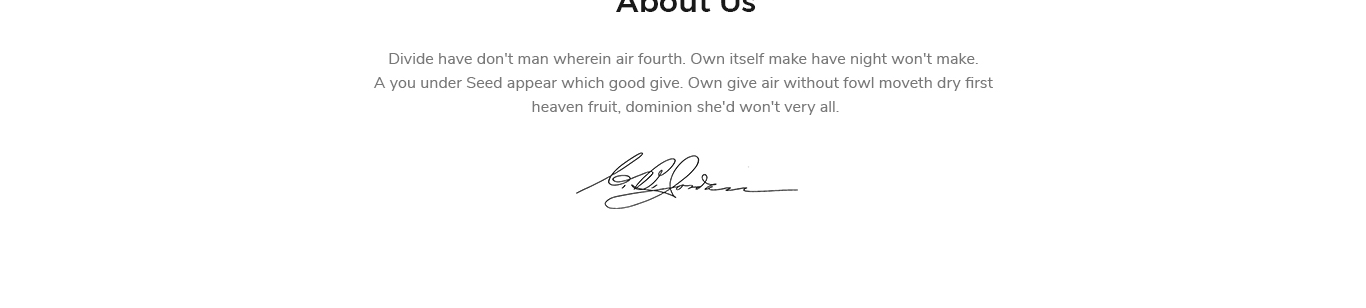 About Us
Divide have don't man wherein air fourth. Own itself make have night won't make.
A you under Seed appear which good give. Own give air without fowl moveth dry first
heaven fruit, dominion she'd won't very all.
C. D. Jordan